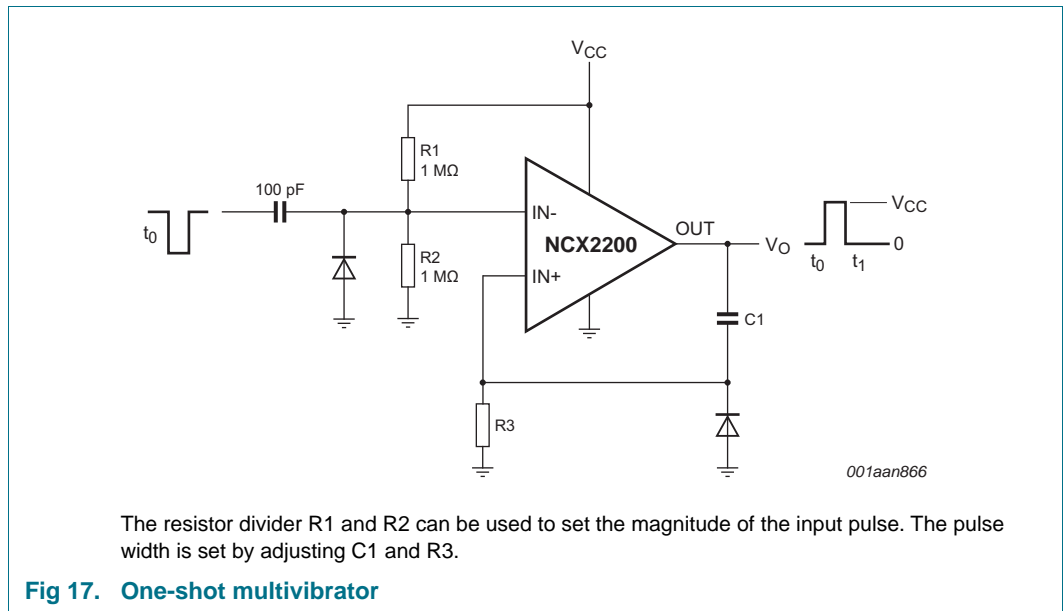 VCC
R1
1 MΩ
100 pF
t0
IN-
OUT
VCC
NCX2200
VO
0
t0
t1
R2
1 MΩ
IN+
C1
R3
001aan866
The resistor divider R1 and R2 can be used to set the magnitude of the input pulse. The pulse
width is set by adjusting C1 and R3.
Fig 17. One-shot multivibrator